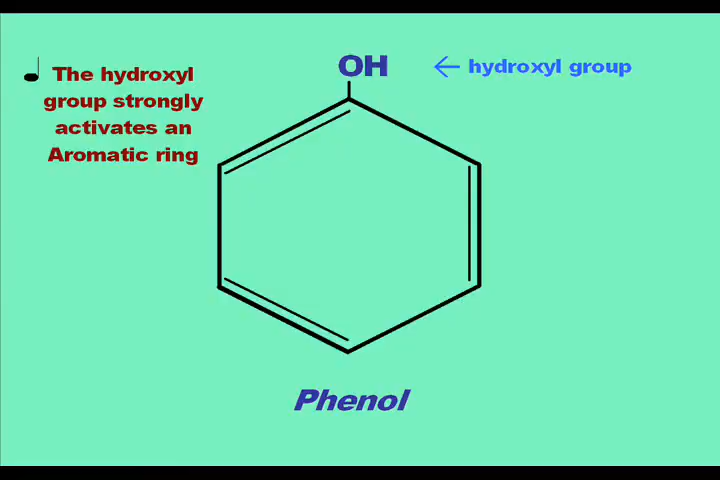 The hydroxyl
group strongly
activates an
Aromatic ring
OH
← hydroxyl group
Phenol